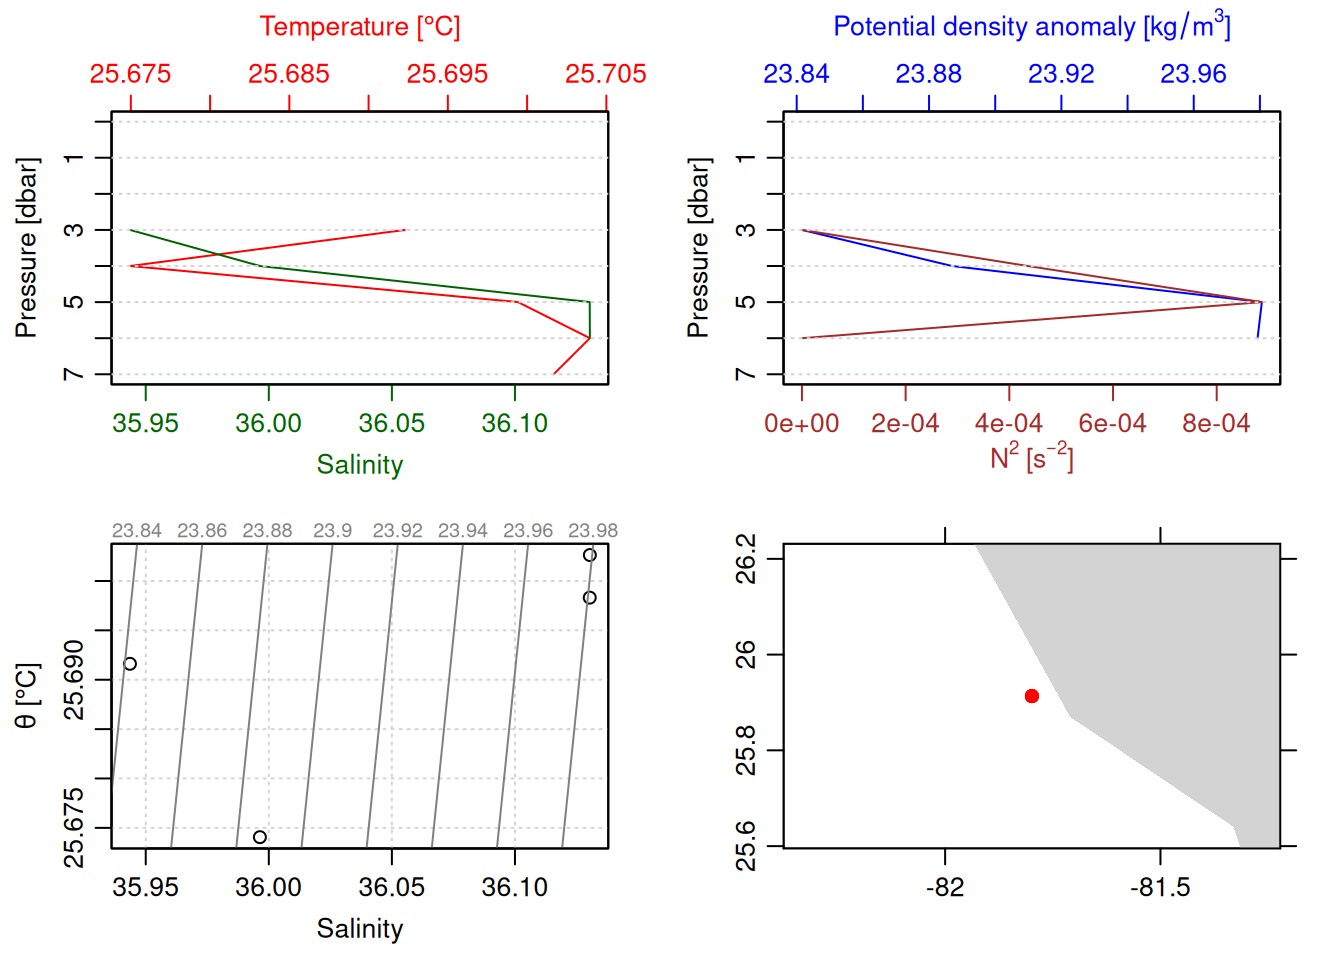 Temperature [°C]
25.675 25.685 25.695 25.705
Pressure [dbar]
1
3
5
7
35.95 36.00 36.05 36.10
Salinity
Potential density anomaly [kg/m³]
23.84 23.88 23.92 23.96
Pressure [dbar]
1
3
5
7
0e+00 2e-04 4e-04 6e-04 8e-04
N² [s⁻²]
23.84 23.86 23.88 23.9 23.92 23.94 23.96 23.98
θ [°C]
25.690
25.675
35.95 36.00 36.05 36.10
Salinity
26.2
26
25.8
25.6
-82 -81.5